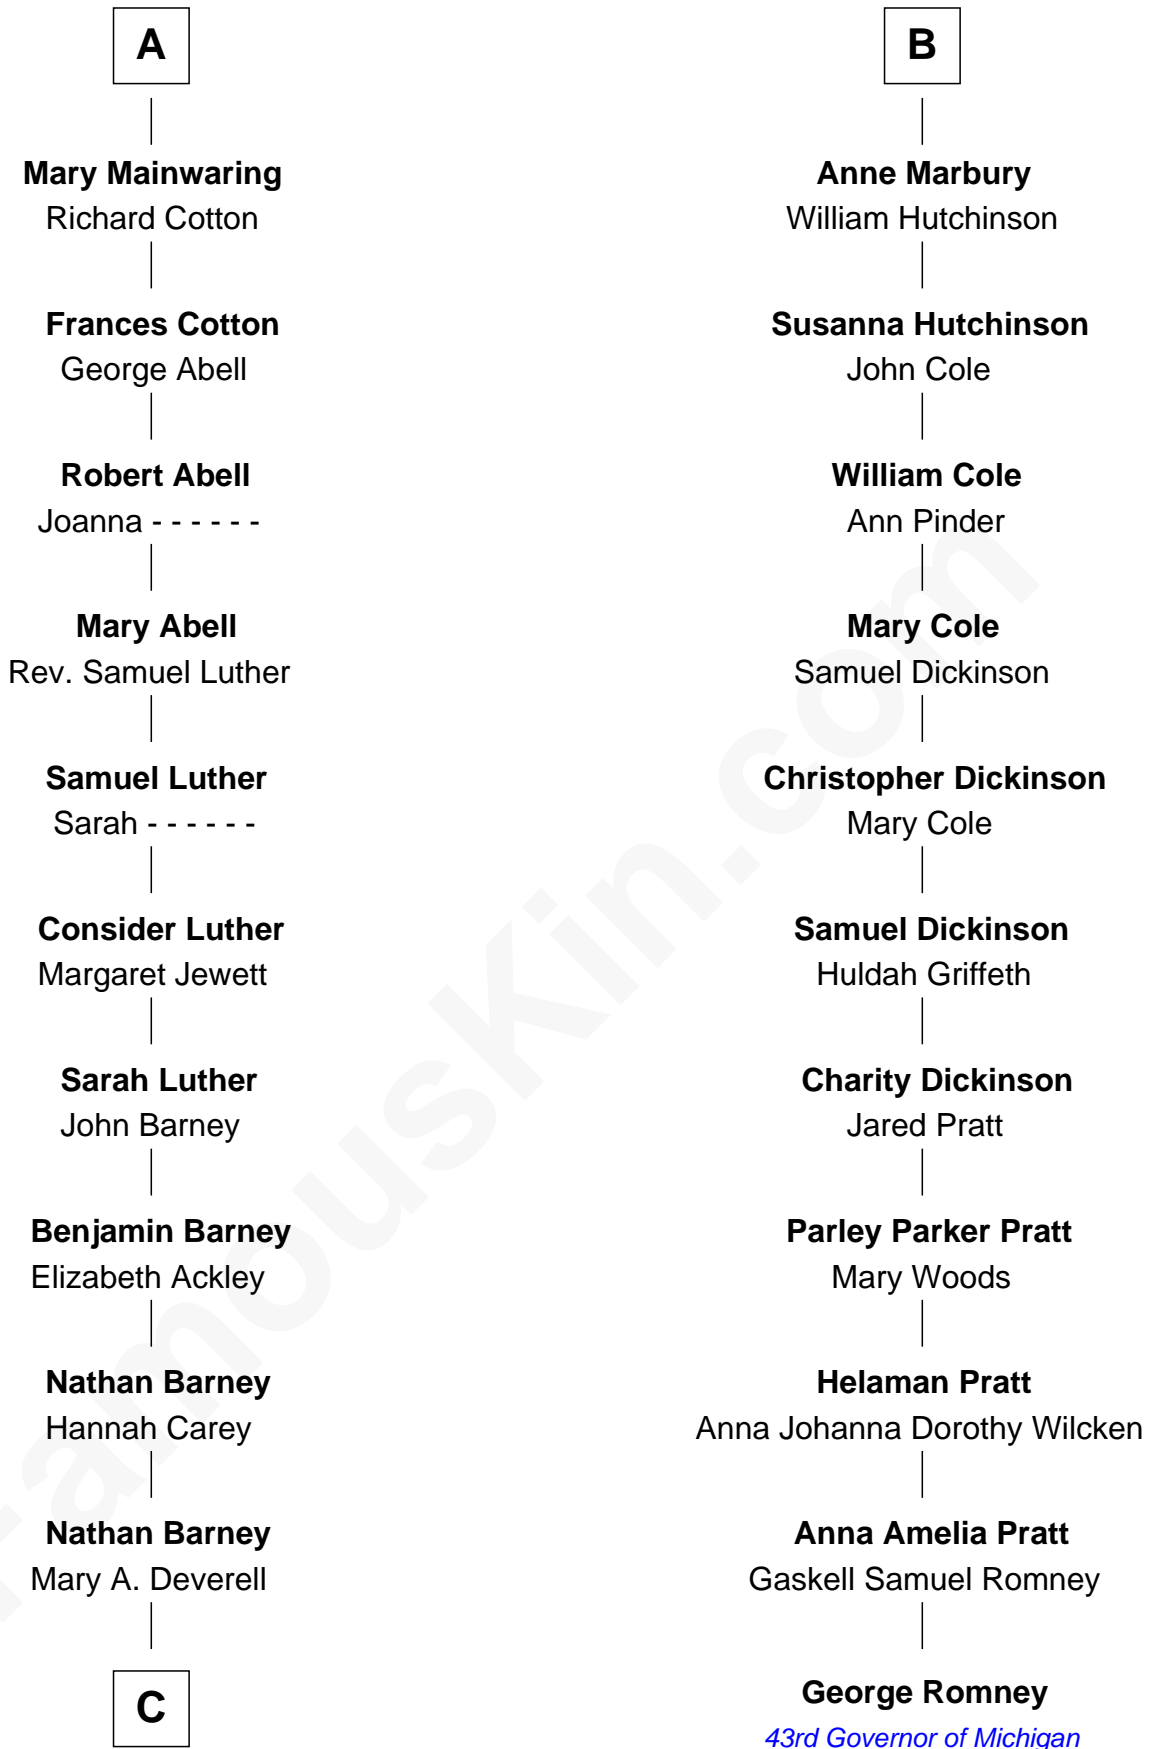 A
Mary Mainwaring
Richard Cotton
Frances Cotton
George Abell
Robert Abell
Joanna - - - - - -
Mary Abell
Rev. Samuel Luther
Samuel Luther
Sarah - - - - - -
Consider Luther
Margaret Jewett
Sarah Luther
John Barney
Benjamin Barney
Elizabeth Ackley
Nathan Barney
Hannah Carey
Nathan Barney
Mary A. Deverell
C
B
Anne Marbury
William Hutchinson
Susanna Hutchinson
John Cole
William Cole
Ann Pinder
Mary Cole
Samuel Dickinson
Christopher Dickinson
Mary Cole
Samuel Dickinson
Huldah Griffeth
Charity Dickinson
Jared Pratt
Parley Parker Pratt
Mary Woods
Helaman Pratt
Anna Johanna Dorothy Wilcken
Anna Amelia Pratt
Gaskell Samuel Romney
George Romney
43rd Governor of Michigan
FamousKin.com